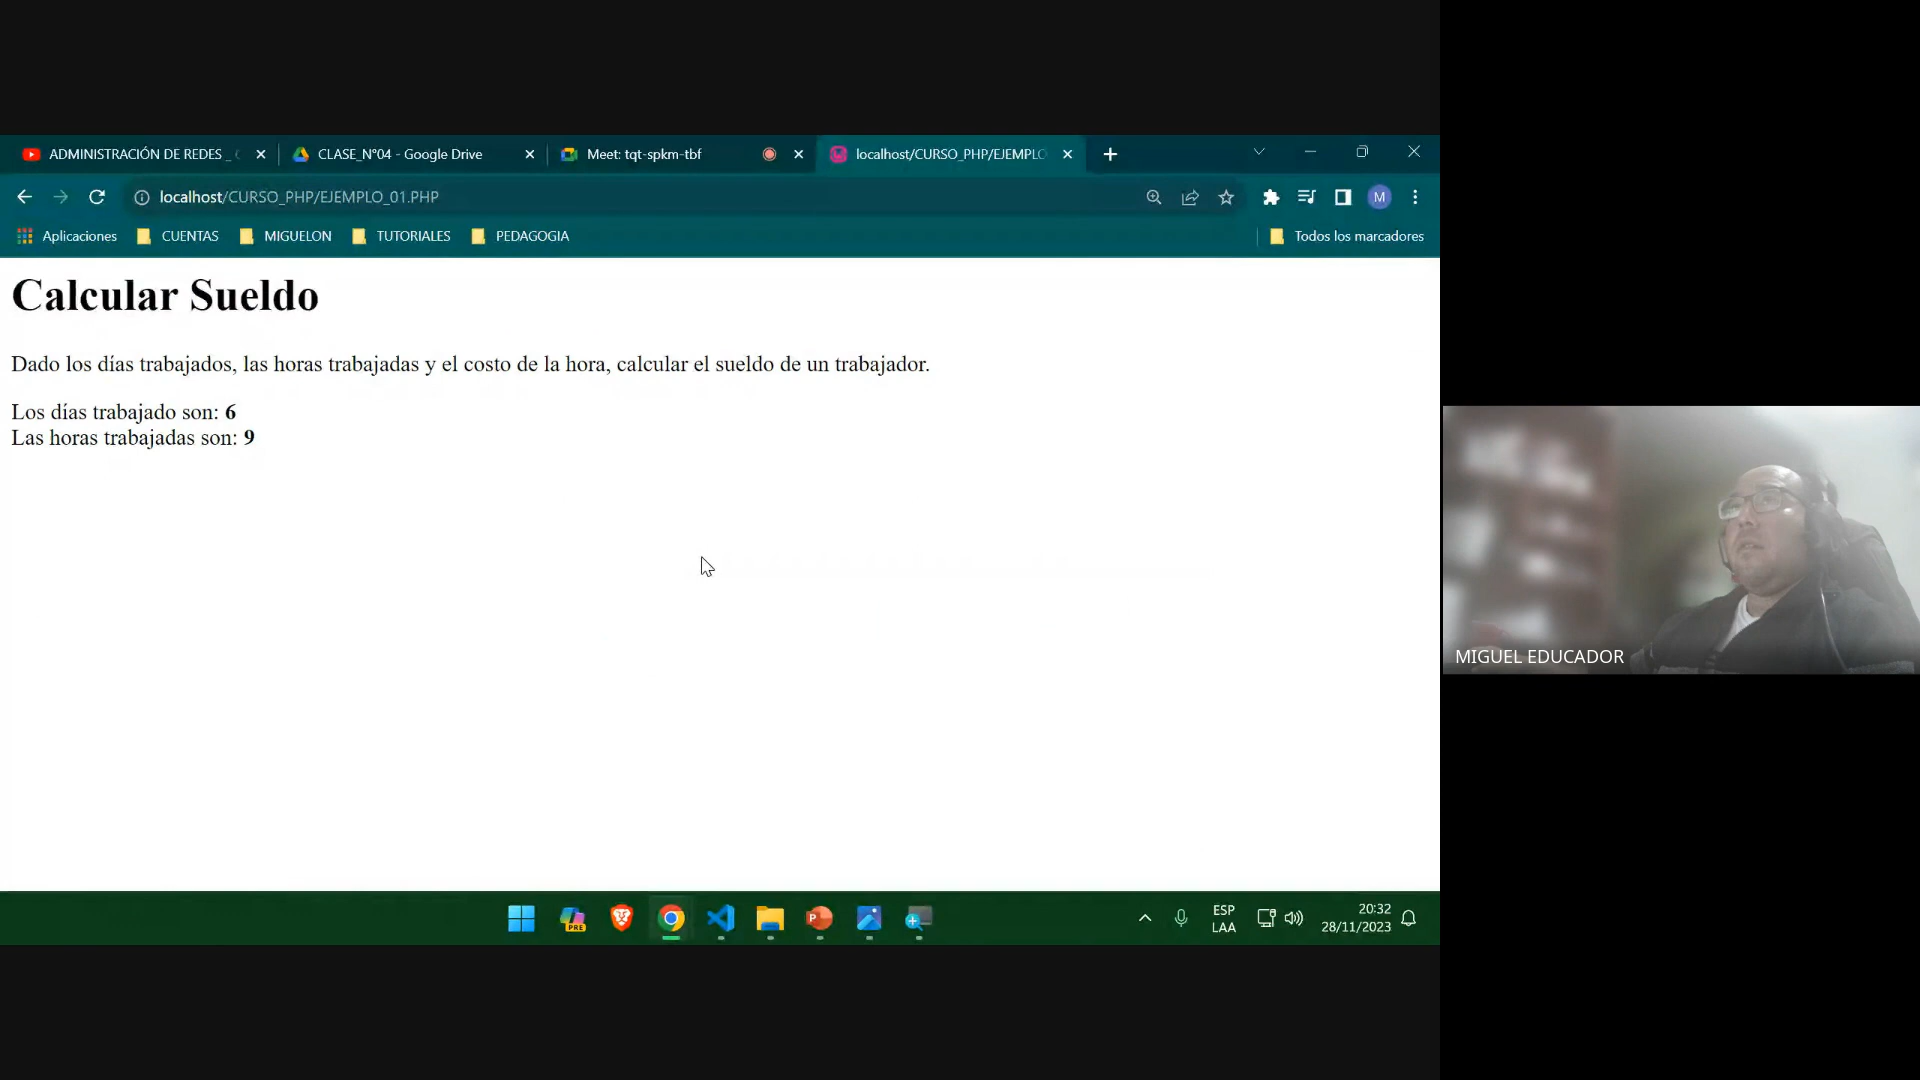 ADMINISTRACIÓN DE REDES _
CLASE_N°04 - Google Drive
Meet: tqt-spkm-tbf
localhost/CURSO_PHP/EJEMPLO
localhost/CURSO_PHP/EJEMPLO_01.PHP
M
Aplicaciones
CUENTAS
MIGUELON
TUTORIALES
PEDAGOGIA
Todos los marcadores
Calcular Sueldo
Dado los días trabajados, las horas trabajadas y el costo de la hora, calcular el sueldo de un trabajador.
Los días trabajado son: 6
Las horas trabajadas son: 9
MIGUEL EDUCADOR
PRE
ESP
LAA
20:32
28/11/2023